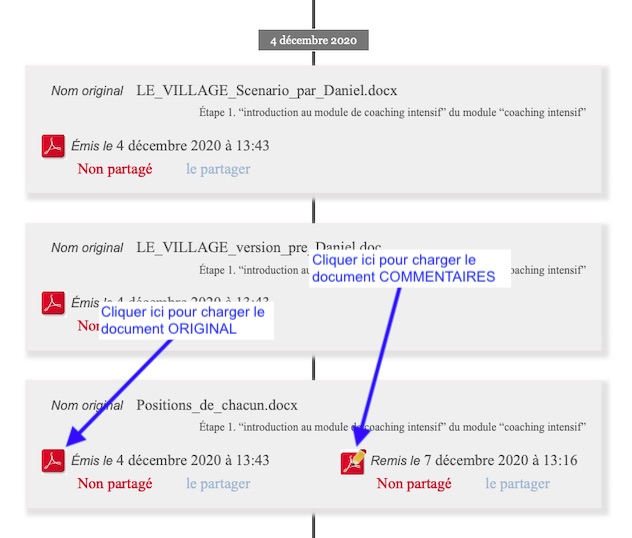 4 décembre 2020
Nom original LE_VILLAGE_Scenario_par_Daniel.docx
Étape 1. “introduction au module de coaching intensif” du module “coaching intensif”
Émis le 4 décembre 2020 à 13:43
Non partagé le partager
Nom original LE_VILLAGE_version_pre_Daniel.doc
Cliquer ici pour charger le
document COMMENTAIRES
Étape 1. “introduction au coaching intensif”
Émis le 4 décembre 2020 à 13:43
Cliquer ici pour charger le
document ORIGINAL
Nom original Positions_de_chacun.docx
Étape 1. “introduction au module de coaching intensif” du module “coaching intensif”
Émis le 4 décembre 2020 à 13:43 Remis le 7 décembre 2020 à 13:16
Non partagé le partager Non partagé le partager